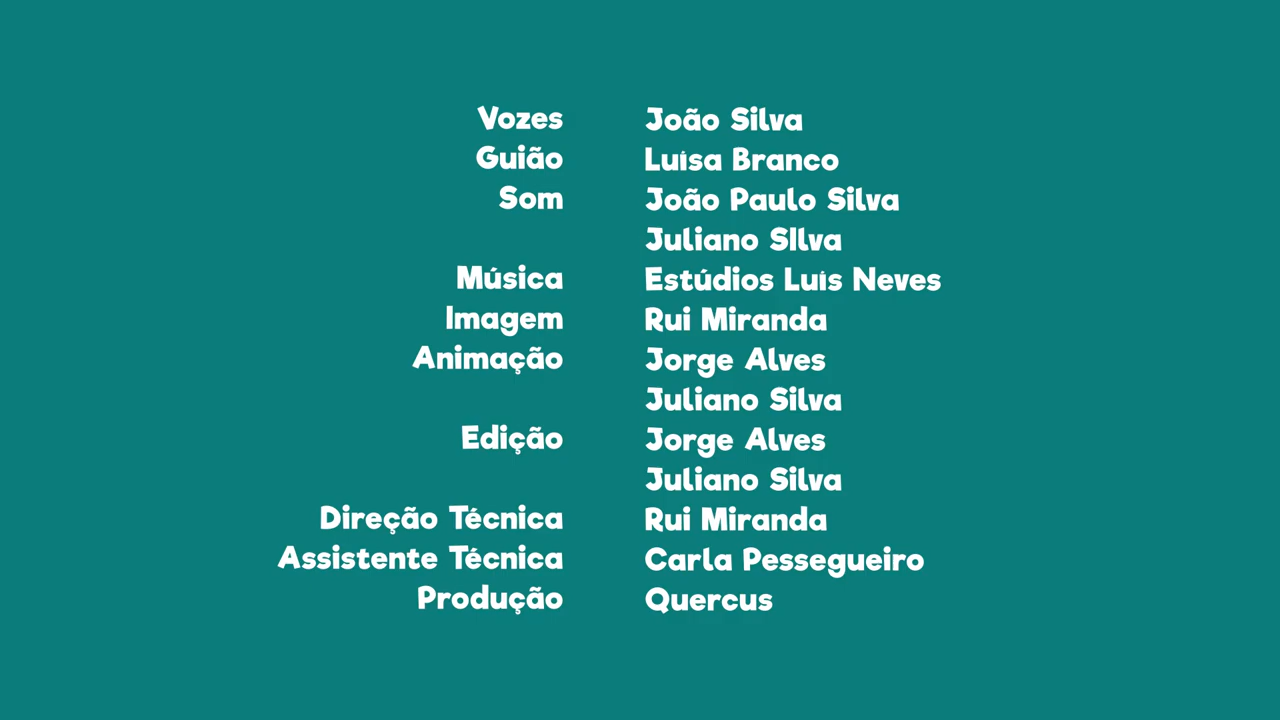 Vozes João Silva
Guião Luísa Branco
Som João Paulo Silva
Juliano SIlva
Música Estúdios Luís Neves
Imagem Rui Miranda
Animação Jorge Alves
Juliano Silva
Edição Jorge Alves
Juliano Silva
Direção Técnica Rui Miranda
Assistente Técnica Carla Pessegueiro
Produção Quercus